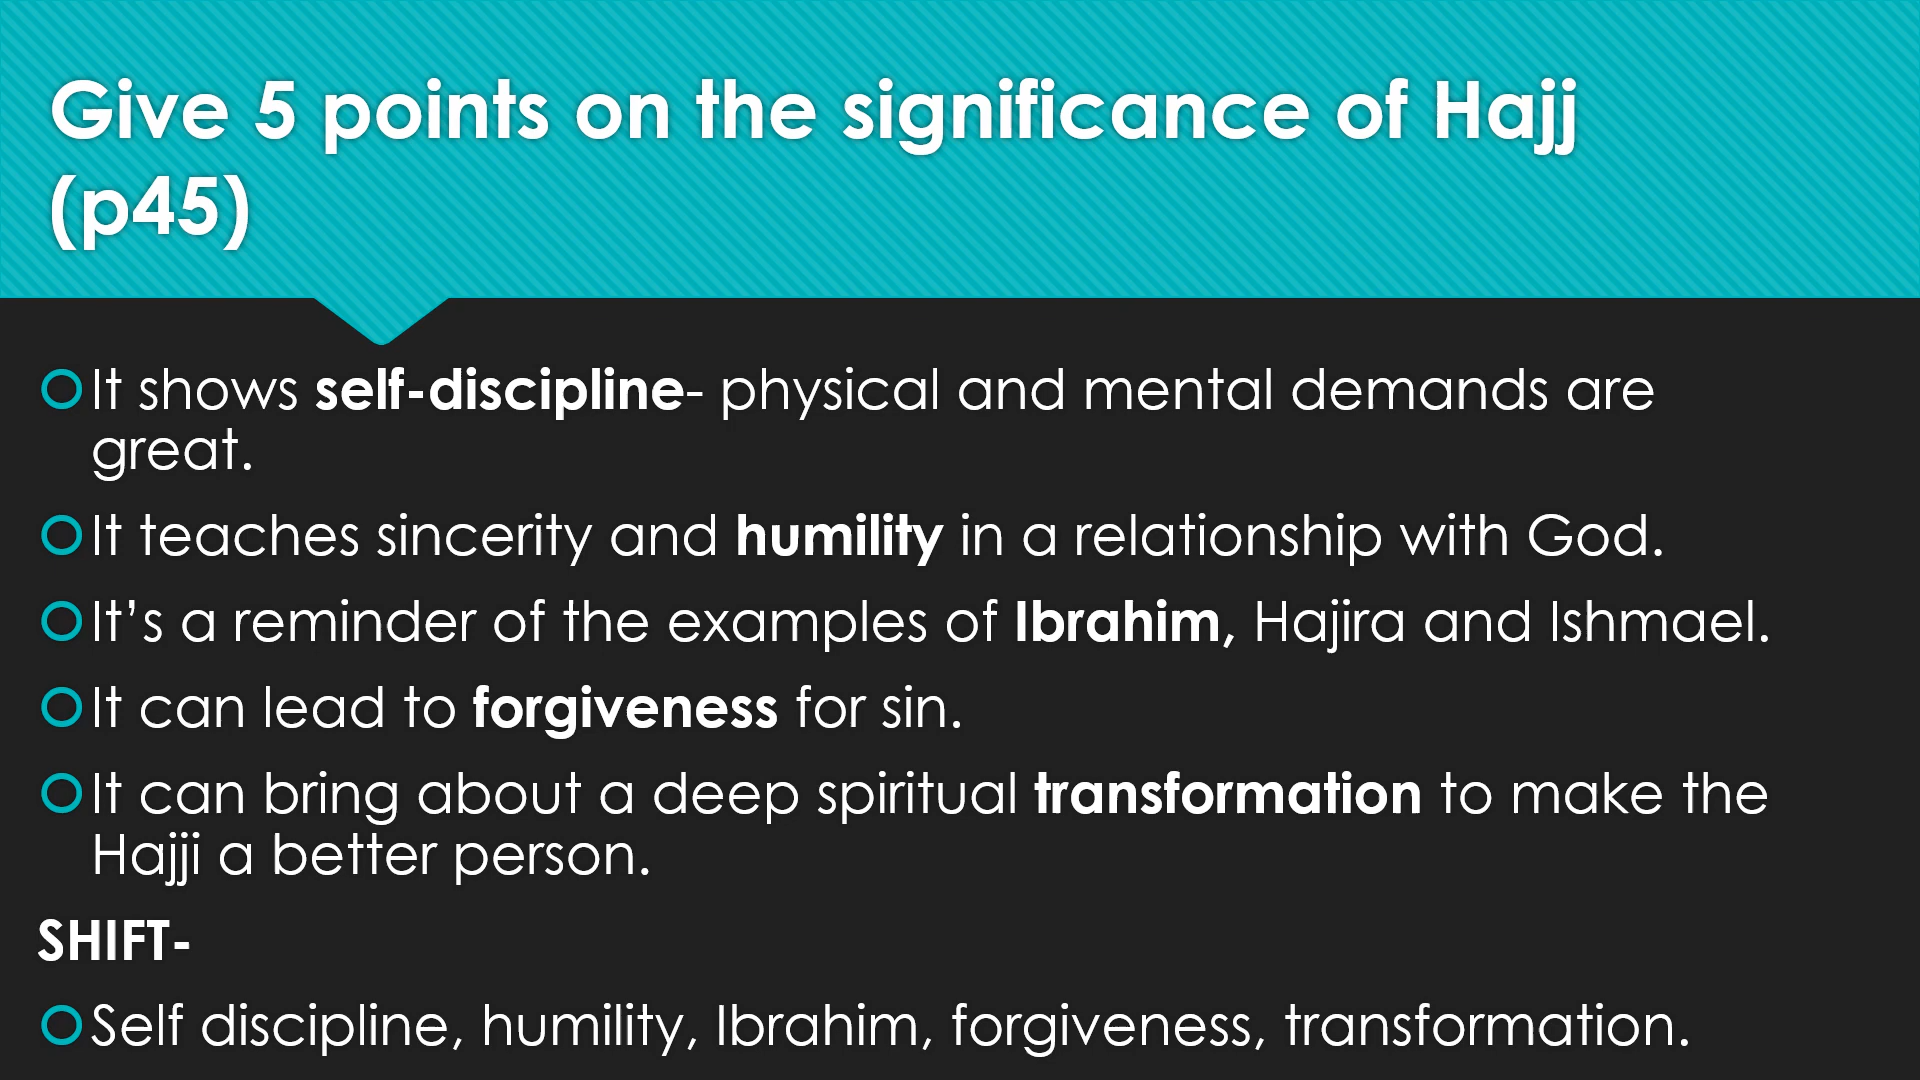 Give 5 points on the significance of Hajj
(p45)
It shows self-discipline- physical and mental demands are
great.
It teaches sincerity and humility in a relationship with God.
It’s a reminder of the examples of Ibrahim, Hajira and Ishmael.
It can lead to forgiveness for sin.
It can bring about a deep spiritual transformation to make the
Hajji a better person.
SHIFT-
Self discipline, humility, Ibrahim, forgiveness, transformation.